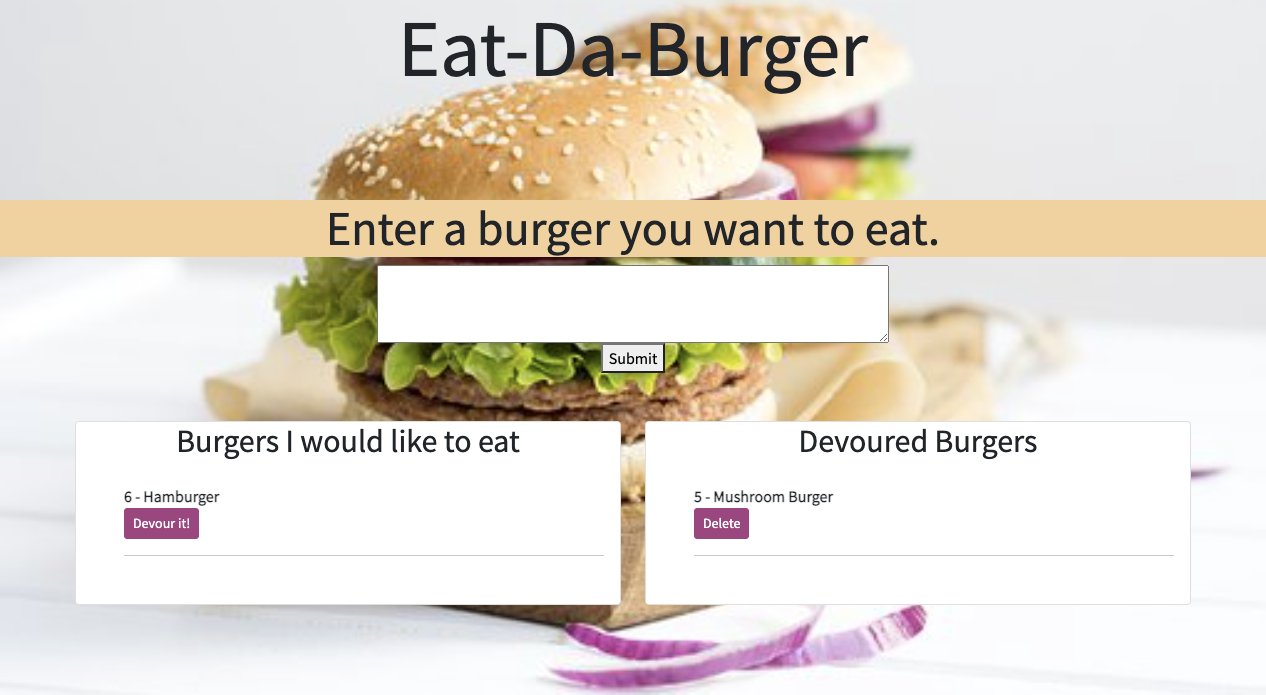 Eat-Da-Burger
Enter a burger you want to eat.
Submit
Burgers I would like to eat
6 - Hamburger
Devour it!
Devoured Burgers
5 - Mushroom Burger
Delete